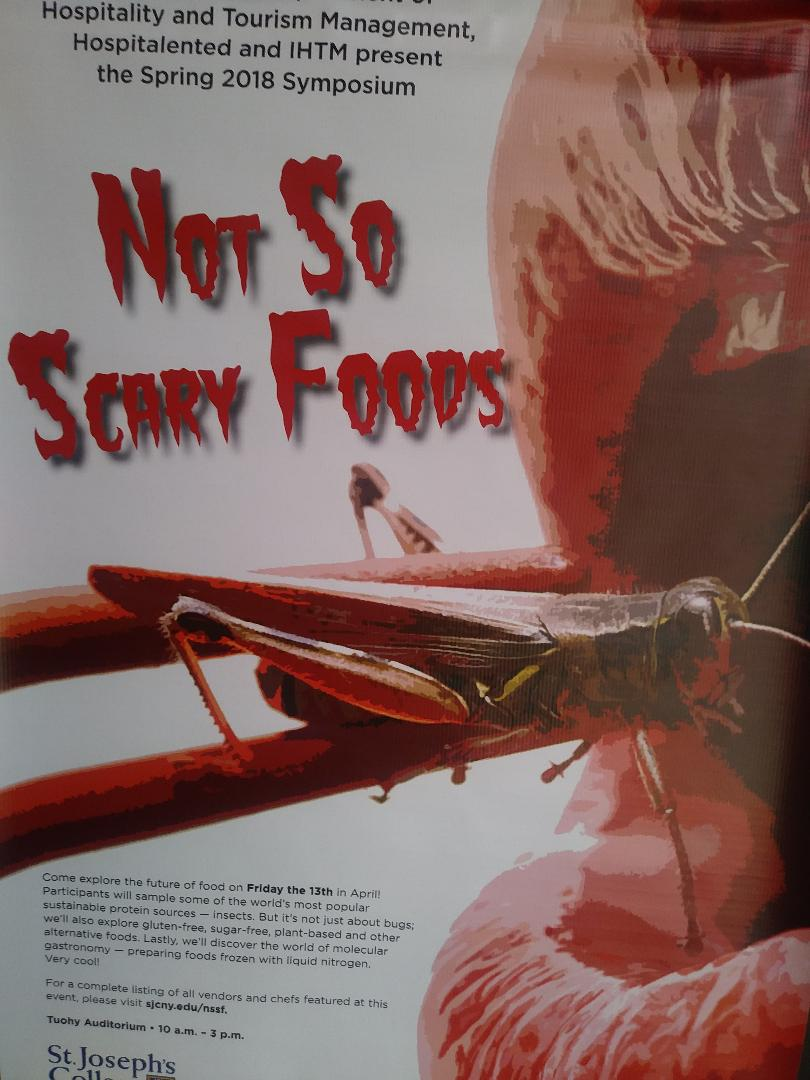 Hospitality and Tourism Management,
Hospitalented and IHTM present
the Spring 2018 Symposium
NOT SO
SCARY FOODS
Come explore the future of food on Friday the 13th in April!
Participants will sample some of the world's most popular
sustainable protein sources — insects. But it's not just about bugs;
we'll also explore gluten-free, sugar-free, plant-based and other
alternative foods. Lastly, we'll discover the world of molecular
gastronomy — preparing foods frozen with liquid nitrogen.
Very cool!
For a complete listing of all vendors and chefs featured at this
event, please visit sjcny.edu/nssf.
Tuohy Auditorium • 10 a.m. – 3 p.m.
St. Joseph's